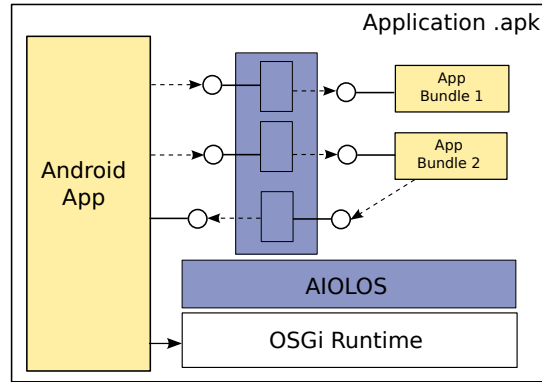 Application .apk
App
Bundle 1
App
Bundle 2
Android
App
AIOLOS
OSGi Runtime